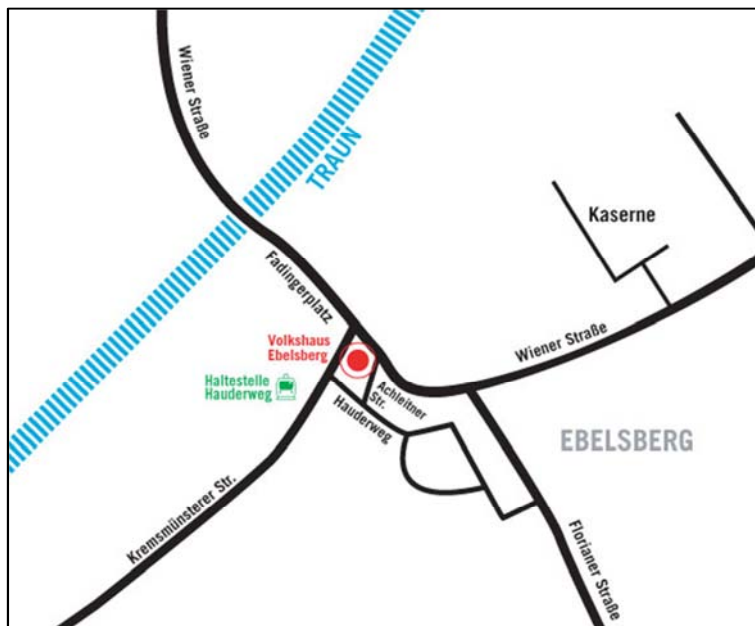 Wiener Straße
TRAUN
Kaserne
Fadingerplatz
Volkshaus
Ebelsberg
Wiener Straße
Haltestelle
Hauderweg
Achleitner
Str.
Hauderweg
EBELSBERG
Kremsmünsterer Str.
Florianer Straße